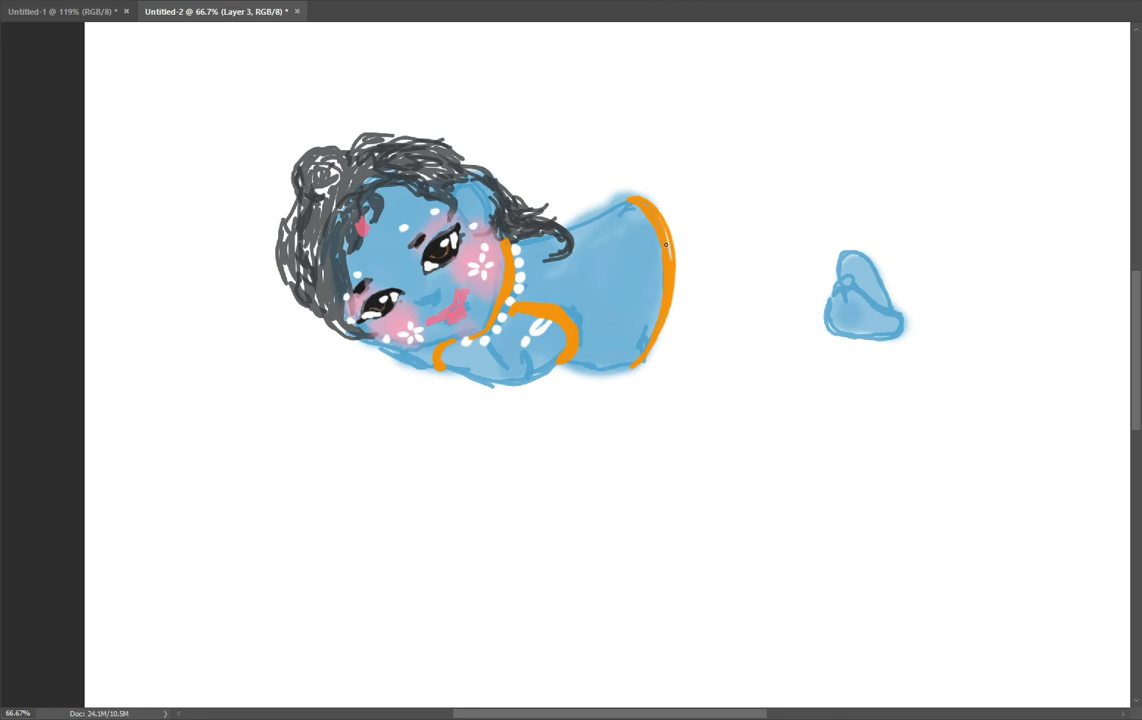 Untitled-1 @ 119% (RGB/8) * ×
Untitled-2 @ 66.7% (Layer 3, RGB/8) * ×
66.67% Doc: 24.1M/10.5M